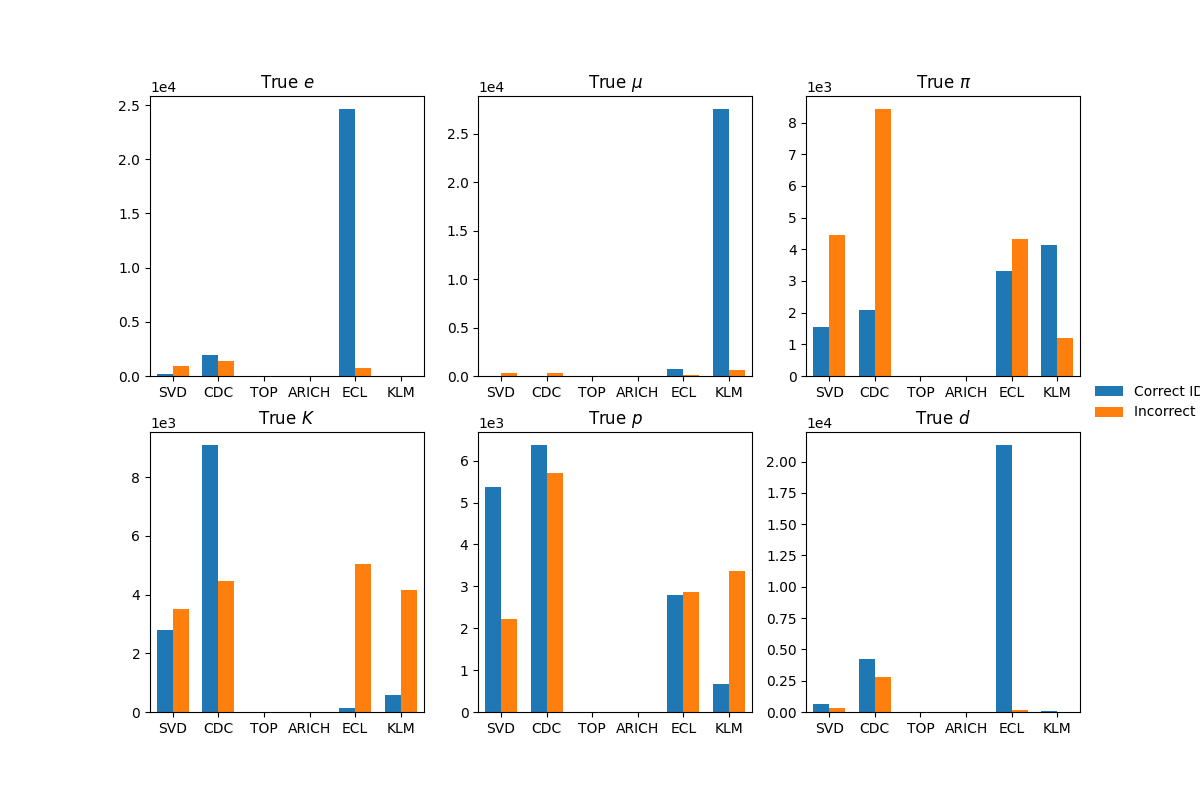 True e
1e4
2.5
2.0
1.5
1.0
0.5
0.0
SVD CDC TOP ARICH ECL KLM
True μ
1e4
2.5
2.0
1.5
1.0
0.5
0.0
SVD CDC TOP ARICH ECL KLM
True π
1e3
8
7
6
5
4
3
2
1
0
SVD CDC TOP ARICH ECL KLM
Correct ID
Incorrect
True K
1e3
8
6
4
2
0
SVD CDC TOP ARICH ECL KLM
True p
1e3
6
5
4
3
2
1
0
SVD CDC TOP ARICH ECL KLM
True d
1e4
2.00
1.75
1.50
1.25
1.00
0.75
0.50
0.25
0.00
SVD CDC TOP ARICH ECL KLM